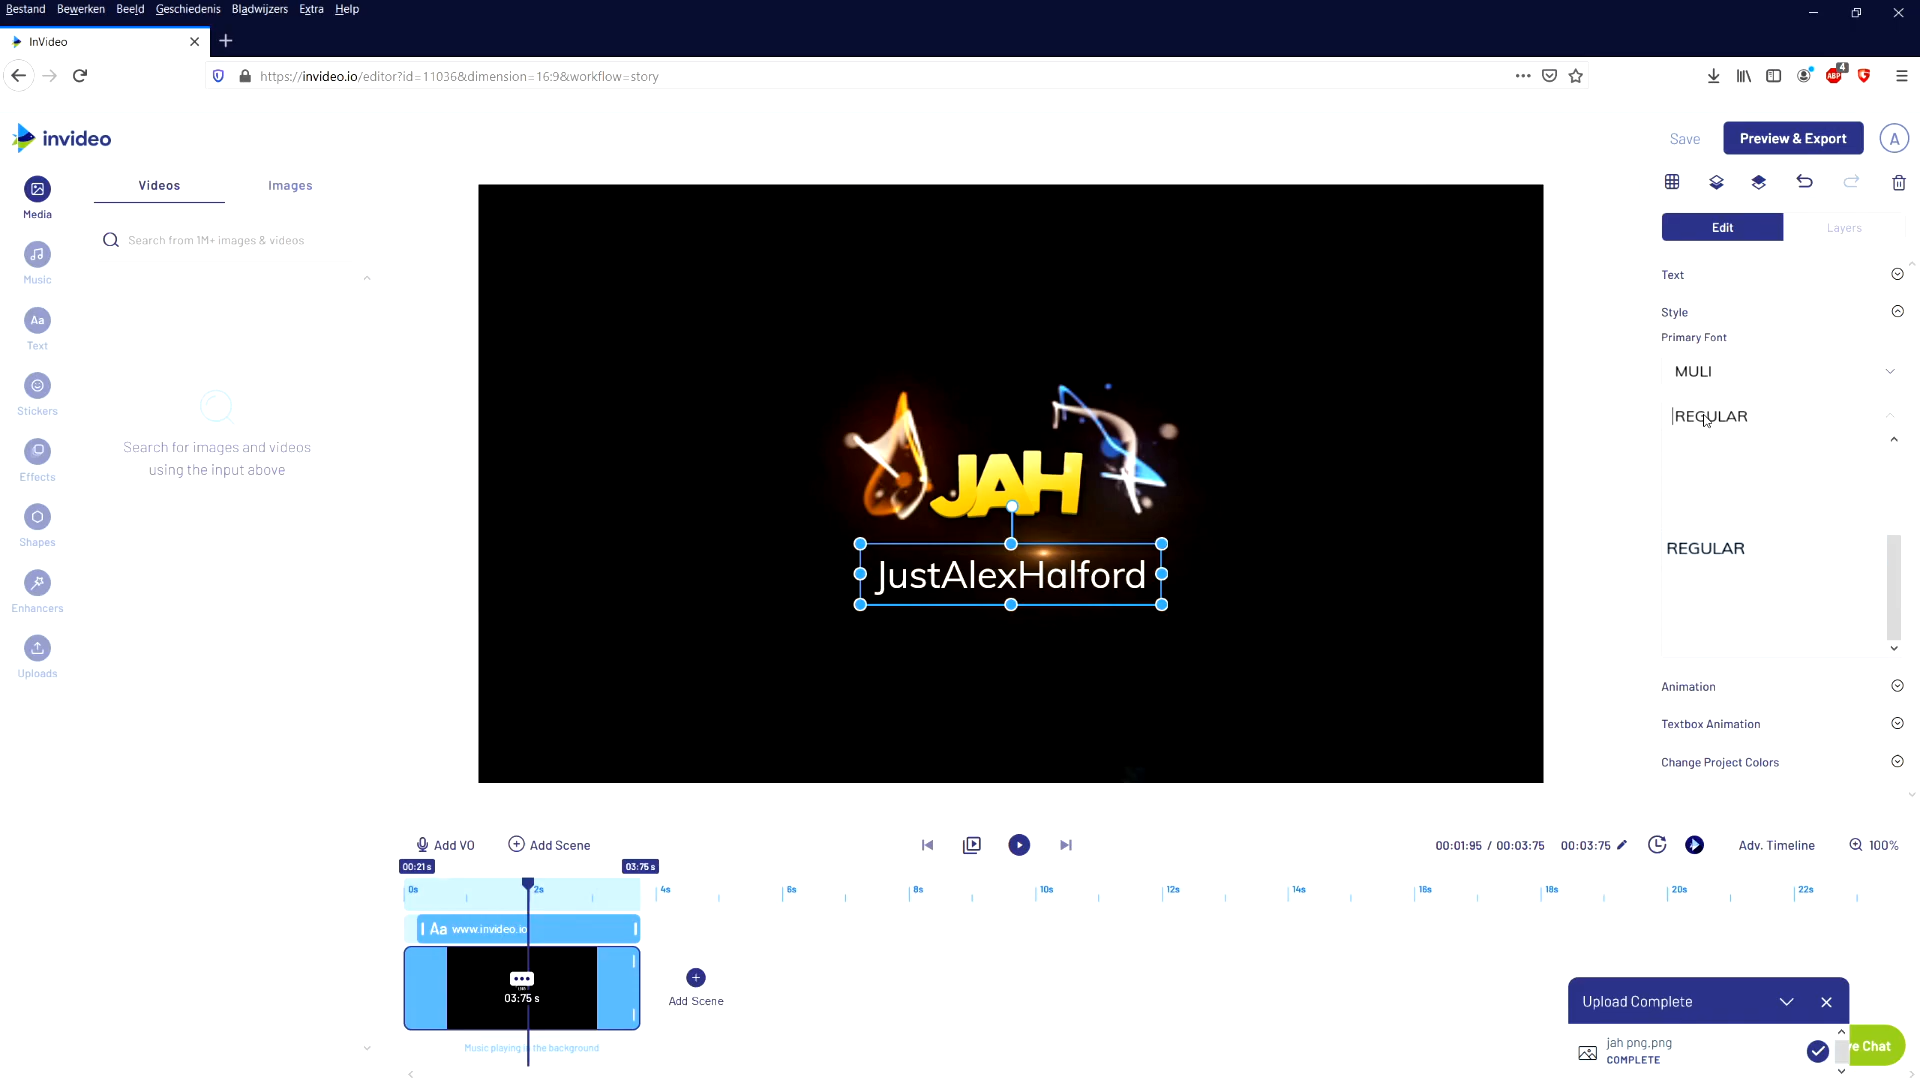 Bestand Bewerken Beeld Geschiedenis Bladwijzers Extra Help
InVideo
https://invideo.io/editor?id=11036&dimension=16:9&workflow=story
ABP 4
invideo
Save Preview & Export A
Media
Music
Aa
Text
Stickers
Effects
Shapes
Enhancers
Uploads
Videos Images
Search from 1M+ images & videos
Search for images and videos
using the input above
JAH
JustAlexHalford
Edit Layers
Text
Style
Primary Font
MULI
REGULAR
REGULAR
Animation
Textbox Animation
Change Project Colors
Add VO Add Scene
00:01:95 / 00:03:75 00:03:75 Adv. Timeline 100%
00:21 s 03:75 s
0s 2s 4s 6s 8s 10s 12s 14s 16s 18s 20s 22s
Aa www.invideo.io
03:75 s
Add Scene
Music playing in the background
Upload Complete
jah png.png
COMPLETE
ve Chat